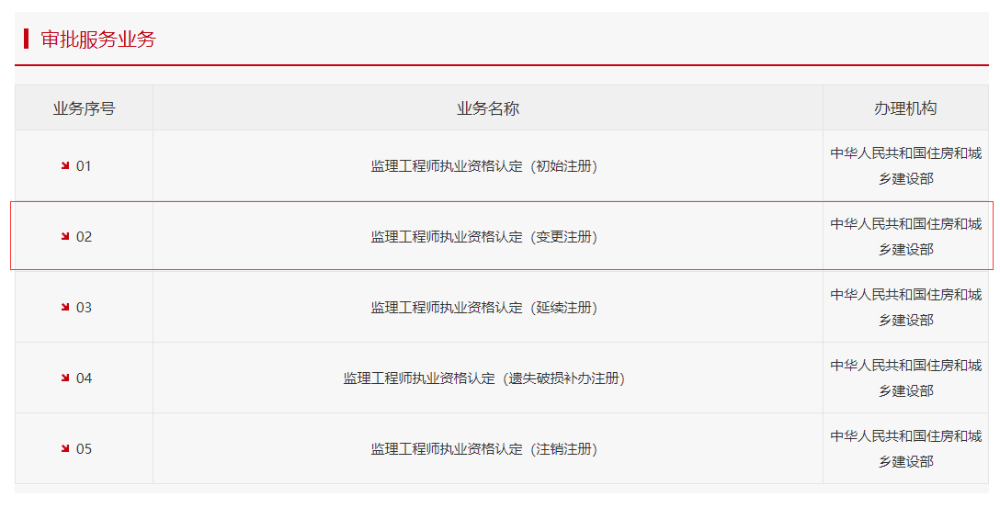 审批服务业务
业务序号 业务名称 办理机构
01 监理工程师执业资格认定（初始注册） 中华人民共和国住房和城
乡建设部
02 监理工程师执业资格认定（变更注册） 中华人民共和国住房和城
乡建设部
03 监理工程师执业资格认定（延续注册） 中华人民共和国住房和城
乡建设部
04 监理工程师执业资格认定（遗失破损补办注册） 中华人民共和国住房和城
乡建设部
05 监理工程师执业资格认定（注销注册） 中华人民共和国住房和城
乡建设部